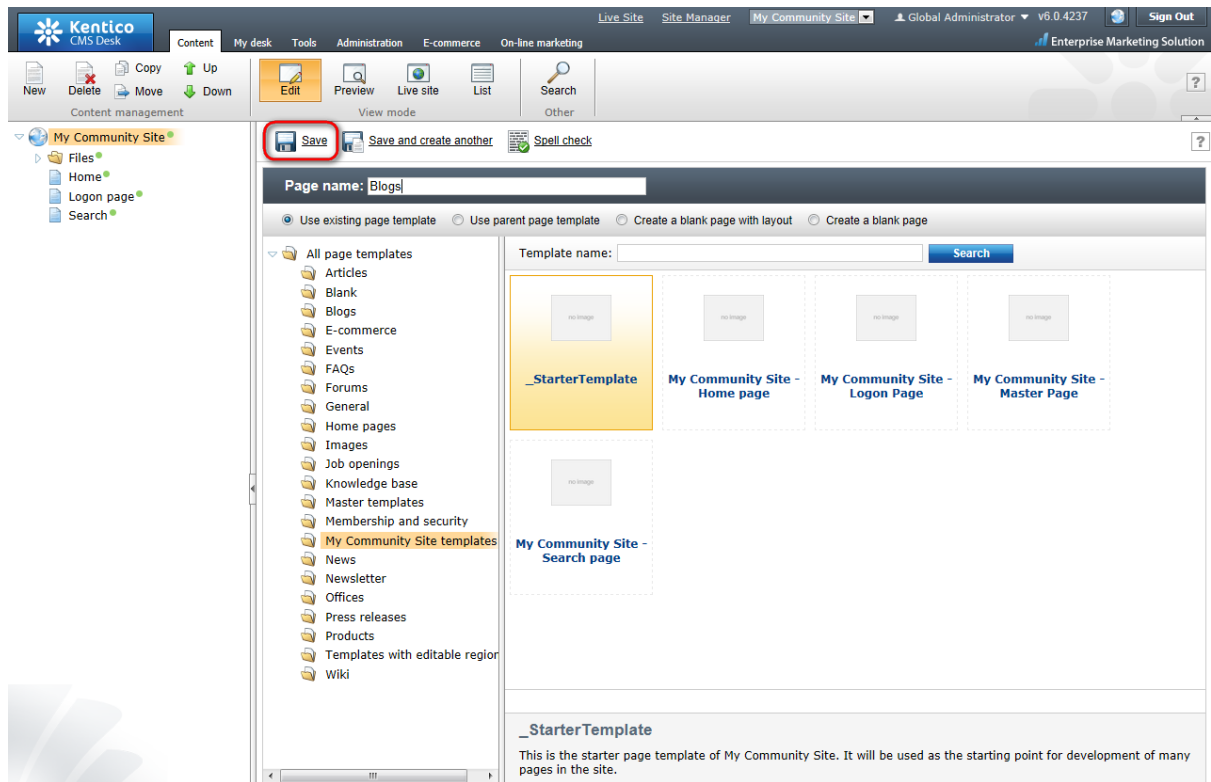 Kentico
CMS Desk
Live Site Site Manager My Community Site Global Administrator v6.0.4237 Sign Out
Content My desk Tools Administration E-commerce On-line marketing
Enterprise Marketing Solution
New Delete Copy Move Up Down
Content management
Edit Preview Live site List
View mode
Search
Other
?
My Community Site
Files
Home
Logon page
Search
Save Save and create another Spell check
?
Page name: Blogs
Use existing page template Use parent page template Create a blank page with layout Create a blank page
All page templates
Articles
Blank
Blogs
E-commerce
Events
FAQs
Forums
General
Home pages
Images
Job openings
Knowledge base
Master templates
Membership and security
My Community Site templates
News
Newsletter
Offices
Press releases
Products
Templates with editable region
Wiki
Template name: Search
no image no image no image no image
_StarterTemplate
My Community Site -
Home page
My Community Site -
Logon Page
My Community Site -
Master Page
no image
My Community Site -
Search page
_StarterTemplate
This is the starter page template of My Community Site. It will be used as the starting point for development of many
pages in the site.